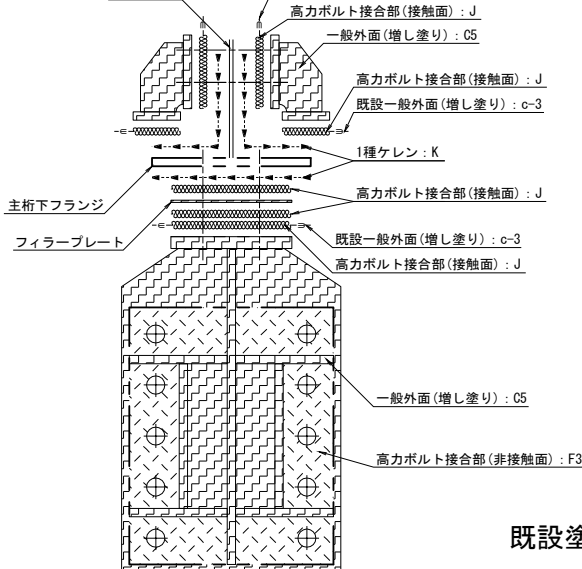 高力ボルト接合部(接触面):J
一般外面(増し塗り):C5
高力ボルト接合部(接触面):J
既設一般外面(増し塗り):c-3
1種ケレン:K
主桁下フランジ
高力ボルト接合部(接触面):J
フィラープレート
既設一般外面(増し塗り):c-3
高力ボルト接合部(接触面):J
一般外面(増し塗り):C5
高力ボルト接合部(非接触面):F3
既設塗